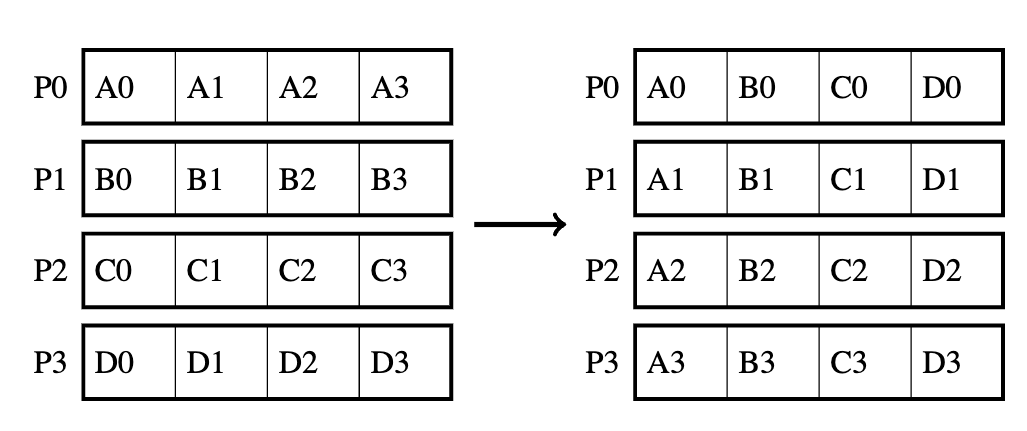 P0 A0 A1 A2 A3 P0 A0 B0 C0 D0
P1 B0 B1 B2 B3 P1 A1 B1 C1 D1
P2 C0 C1 C2 C3 P2 A2 B2 C2 D2
P3 D0 D1 D2 D3 P3 A3 B3 C3 D3